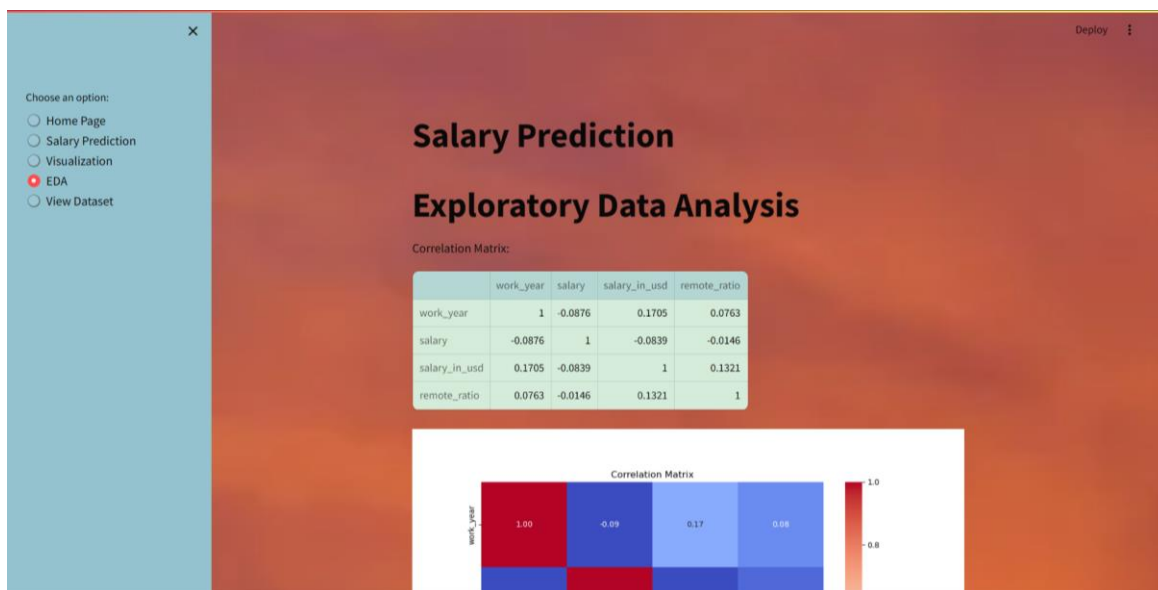 Deploy
Choose an option:
Home Page
Salary Prediction
Visualization
EDA
View Dataset
Salary Prediction
Exploratory Data Analysis
Correlation Matrix:
work_year salary salary_in_usd remote_ratio
work_year 1 -0.0876 0.1705 0.0763
salary -0.0876 1 -0.0839 -0.0146
salary_in_usd 0.1705 -0.0839 1 0.1321
remote_ratio 0.0763 -0.0146 0.1321 1
Correlation Matrix
work_year 1.00 -0.09 0.17 0.08
1.0
0.8